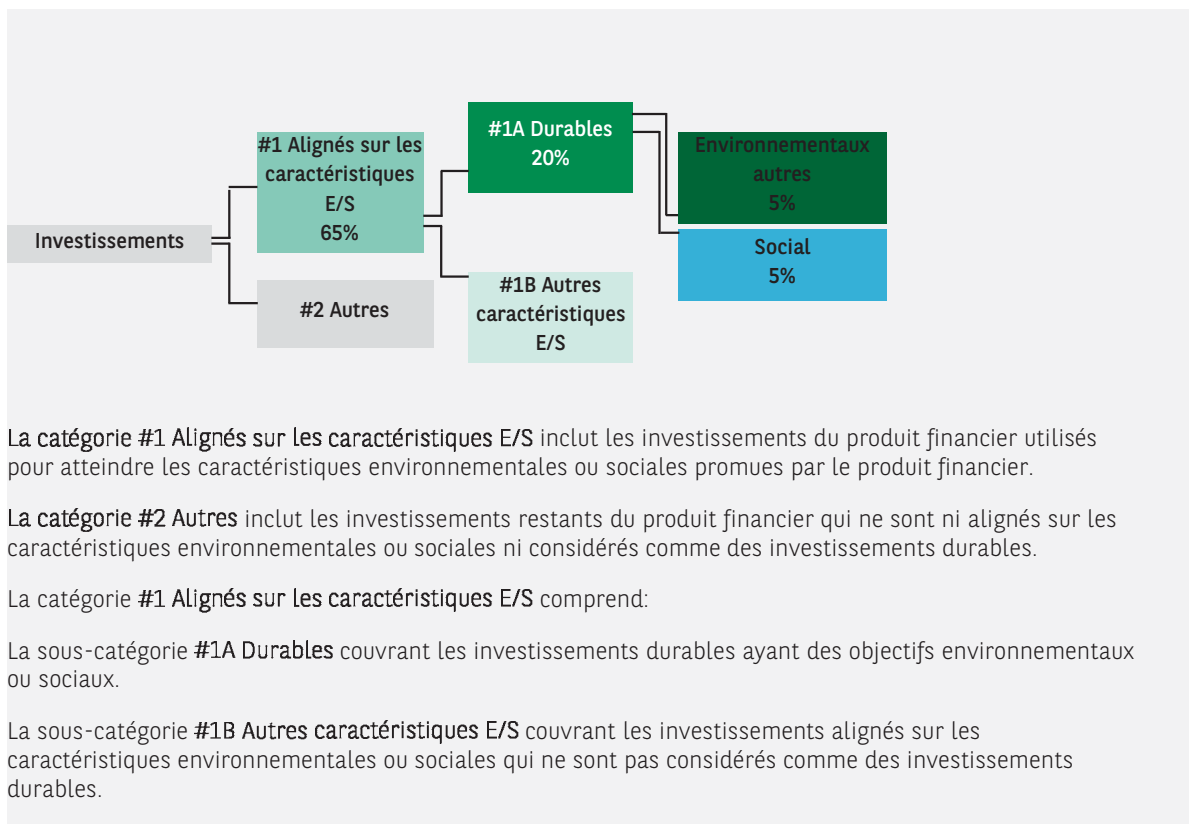 #1A Durables
20%
#1 Alignés sur les
caractéristiques
E/S
65%
Environnementaux
autres
5%
Investissements
Social
5%
#2 Autres
#1B Autres
caractéristiques
E/S
La catégorie #1 Alignés sur les caractéristiques E/S inclut les investissements du produit financier utilisés
pour atteindre les caractéristiques environnementales ou sociales promues par le produit financier.
La catégorie #2 Autres inclut les investissements restants du produit financier qui ne sont ni alignés sur les
caractéristiques environnementales ou sociales ni considérés comme des investissements durables.
La catégorie #1 Alignés sur les caractéristiques E/S comprend:
La sous-catégorie #1A Durables couvrant les investissements durables ayant des objectifs environnementaux
ou sociaux.
La sous-catégorie #1B Autres caractéristiques E/S couvrant les investissements alignés sur les
caractéristiques environnementales ou sociales qui ne sont pas considérés comme des investissements
durables.